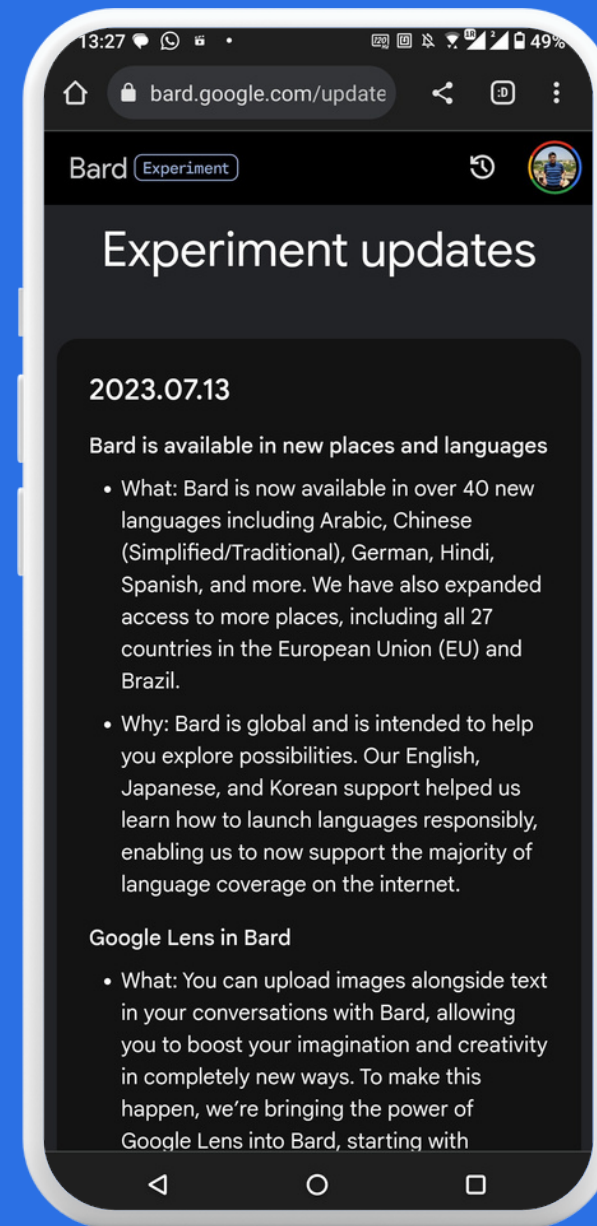 13:27
49%
bard.google.com/update
:D
Bard Experiment
Experiment updates
2023.07.13
Bard is available in new places and languages
• What: Bard is now available in over 40 new
languages including Arabic, Chinese
(Simplified/Traditional), German, Hindi,
Spanish, and more. We have also expanded
access to more places, including all 27
countries in the European Union (EU) and
Brazil.
• Why: Bard is global and is intended to help
you explore possibilities. Our English,
Japanese, and Korean support helped us
learn how to launch languages responsibly,
enabling us to now support the majority of
language coverage on the internet.
Google Lens in Bard
• What: You can upload images alongside text
in your conversations with Bard, allowing
you to boost your imagination and creativity
in completely new ways. To make this
happen, we're bringing the power of
Google Lens into Bard, starting with